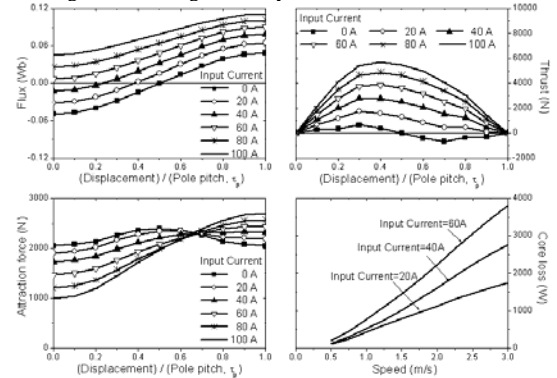 0.12
0.06
0.00
-0.06
-0.12
Flux (Wb)
Input Current
0 A
20 A
40 A
60 A
80 A
100 A
0.0 0.2 0.4 0.6 0.8 1.0
(Displacement) / (Pole pitch, τp)
Input Current
0 A 20 A 40 A
60 A 80 A 100 A
10000
8000
6000
4000
2000
0
-2000
Thrust (N)
0.0 0.2 0.4 0.6 0.8 1.0
(Displacement) / (Pole pitch, τp)
3000
2000
1000
0
Attraction force (N)
Input Current
0 A
20 A
40 A
60 A
80 A
100 A
0.0 0.2 0.4 0.6 0.8 1.0
(Displacement) / (Pole pitch, τp)
Input Current=60A
Input Current=40A
Input Current=20A
4000
3000
2000
1000
0
Core loss (W)
0.0 0.5 1.0 1.5 2.0 2.5 3.0
Speed (m/s)